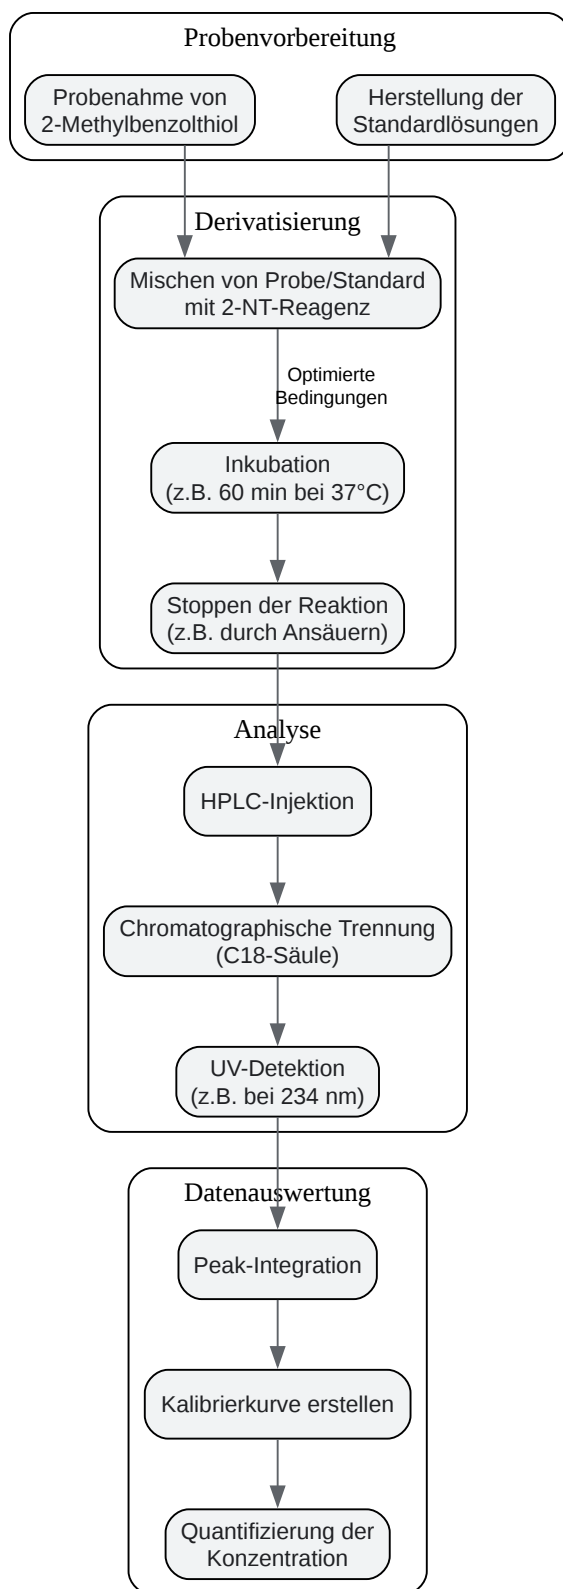 Probenvorbereitung
Probenahme von
2-Methylbenzolthiol
Herstellung der
Standardlösungen
Derivatisierung
Mischen von Probe/Standard
mit 2-NT-Reagenz
Optimierte
Bedingungen
Inkubation
(z.B. 60 min bei 37°C)
Stoppen der Reaktion
(z.B. durch Ansäuern)
Analyse
HPLC-Injektion
Chromatographische Trennung
(C18-Säule)
UV-Detektion
(z.B. bei 234 nm)
Datenauswertung
Peak-Integration
Kalibrierkurve erstellen
Quantifizierung der
Konzentration